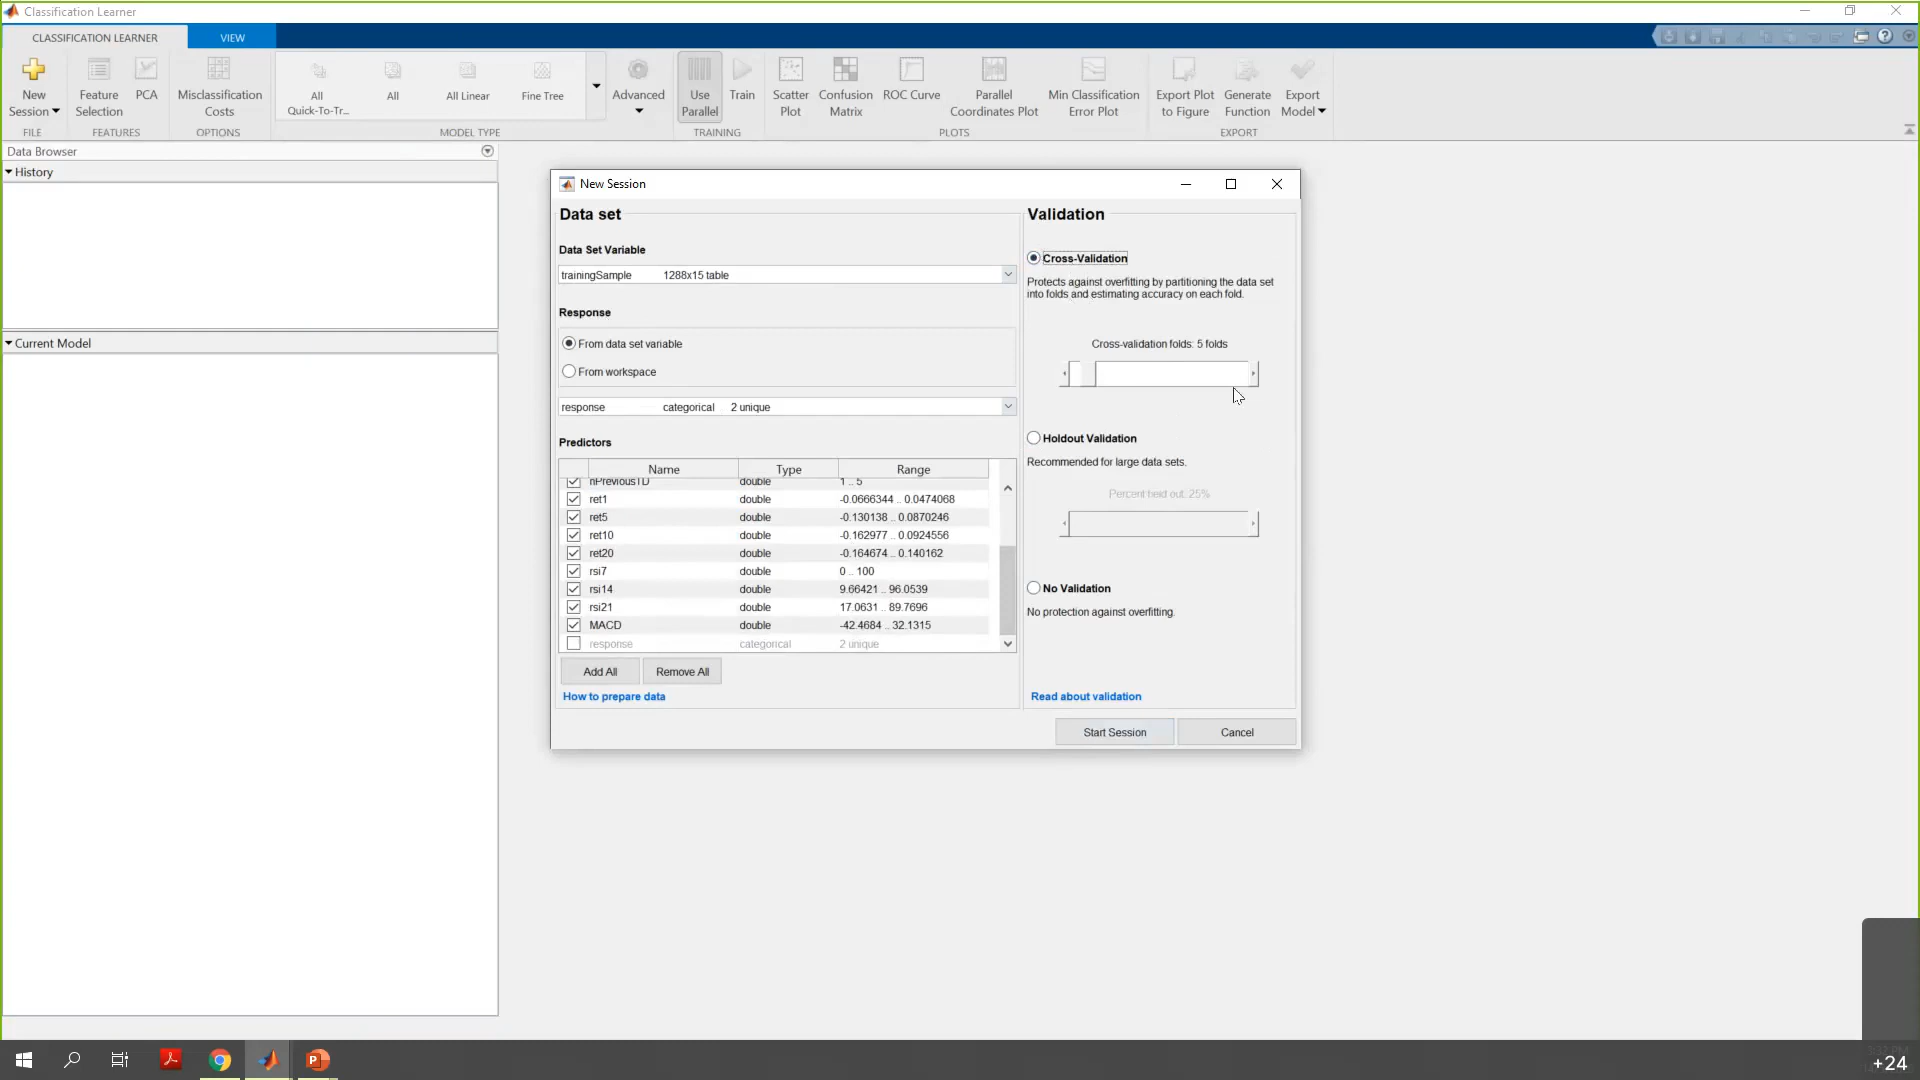 Classification Learner
CLASSIFICATION LEARNER
VIEW
New Session
Feature Selection
PCA
Misclassification Costs
All Quick-To-Tr...
All
All Linear
Fine Tree
Advanced
Use Parallel
Train
Scatter Plot
Confusion Matrix
ROC Curve
Parallel Coordinates Plot
Min Classification Error Plot
Export Plot to Figure
Generate Function
Export Model
FILE
FEATURES
OPTIONS
MODEL TYPE
TRAINING
PLOTS
EXPORT
Data Browser
History
Current Model
New Session
Data set
Data Set Variable
trainingSample 1288x15 table
Response
From data set variable
From workspace
response categorical 2 unique
Predictors
Name Type Range
nPreviousTD double 1 .. 5
ret1 double -0.0666344 .. 0.0474068
ret5 double -0.130138 .. 0.0870246
ret10 double -0.162977 .. 0.0924556
ret20 double -0.164674 .. 0.140162
rsi7 double 0 .. 100
rsi14 double 9.66421 .. 96.0539
rsi21 double 17.0631 .. 89.7696
MACD double -42.4684 .. 32.1315
response categorical 2 unique
Add All
Remove All
How to prepare data
Validation
Cross-Validation
Protects against overfitting by partitioning the data set
into folds and estimating accuracy on each fold.
Cross-validation folds: 5 folds
Holdout Validation
Recommended for large data sets.
Percent held out: 25%
No Validation
No protection against overfitting.
Read about validation
Start Session
Cancel
+24